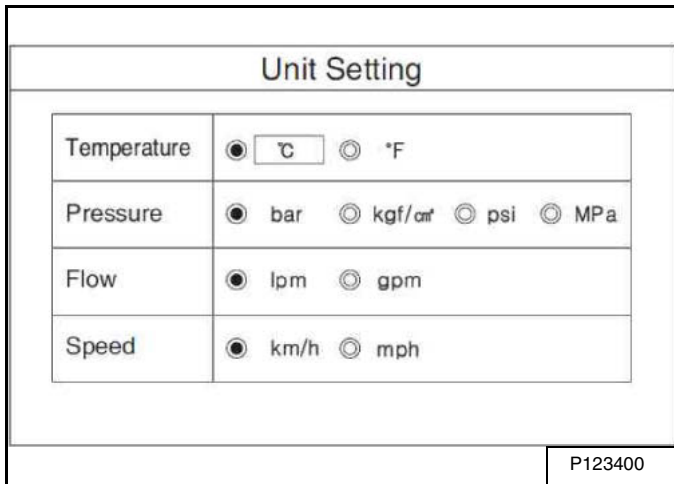 Unit Setting
Temperature ℃ °F
Pressure bar kgf/㎠ psi MPa
Flow lpm gpm
Speed km/h mph
P123400